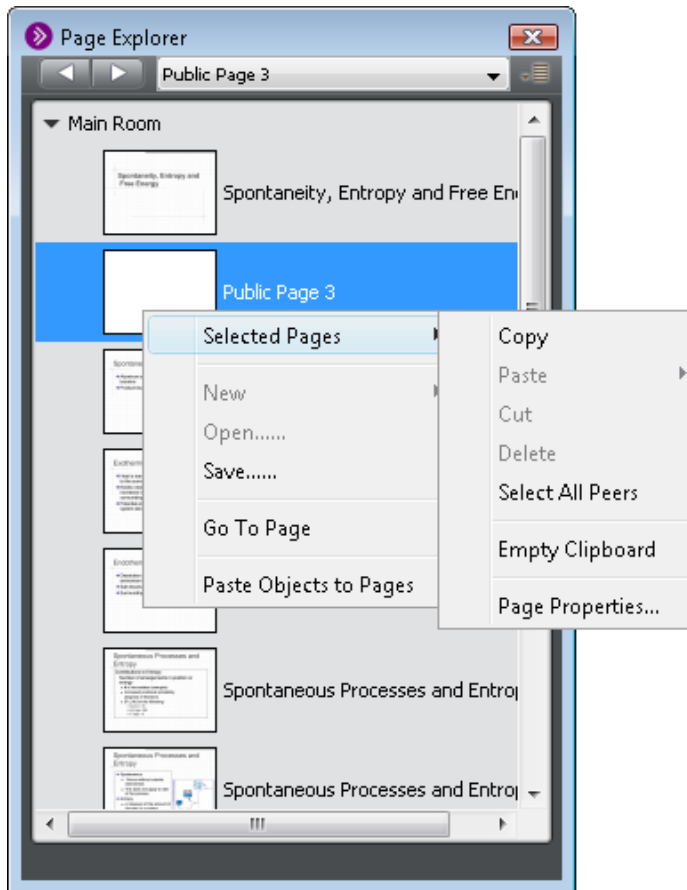 Page Explorer
Public Page 3
Main Room
Spontaneity, Entropy and
Free Energy
Spontaneity, Entropy and Free En
Public Page 3
Selected Pages
New
Open......
Save......
Go To Page
Paste Objects to Pages
Copy
Paste
Cut
Delete
Select All Peers
Empty Clipboard
Page Properties...
Spontaneous Processes and
Entropy
Spontaneous Processes and Entrop
Spontaneous Processes and
Entropy
Spontaneous Processes and Entrop